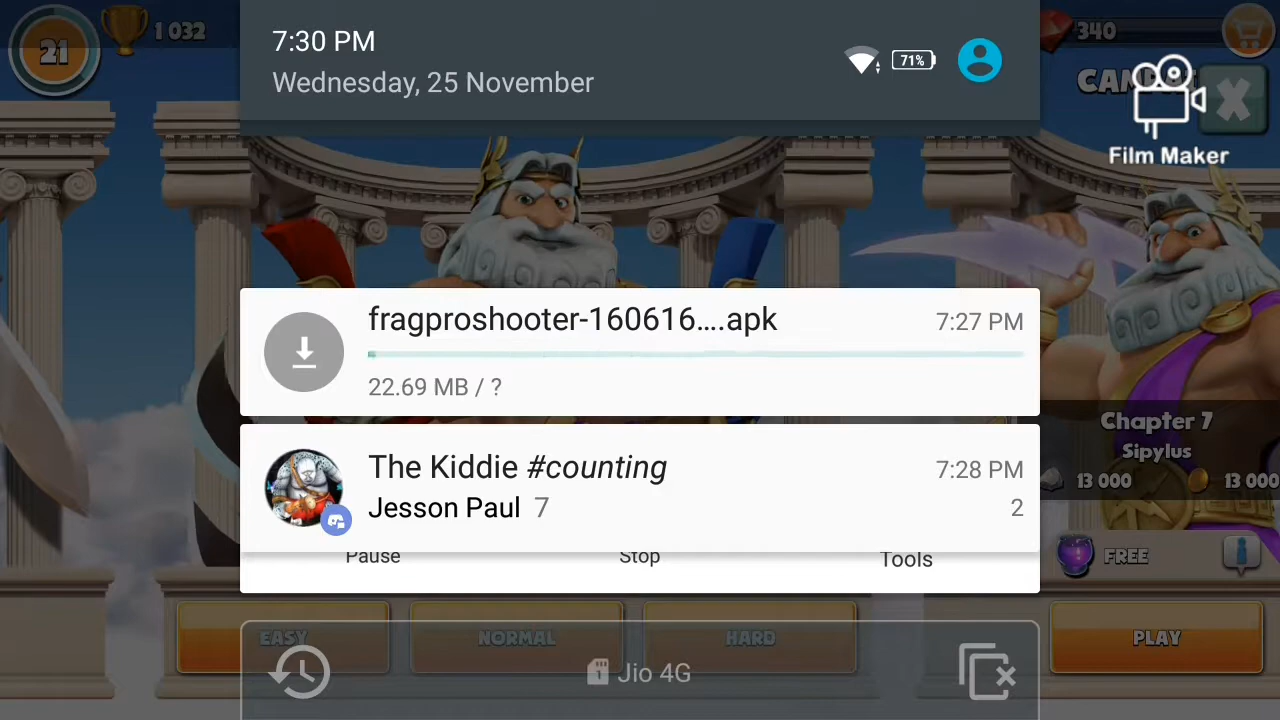 21
1 032
7:30 PM
Wednesday, 25 November
71%
340
Film Maker
fragproshooter-160616....apk
7:27 PM
22.69 MB / ?
The Kiddie #counting
7:28 PM
Jesson Paul 7
2
Chapter 7
Sipylus
13 000
13 000
Pause
Stop
Tools
FREE
EASY
NORMAL
HARD
PLAY
1
Jio 4G